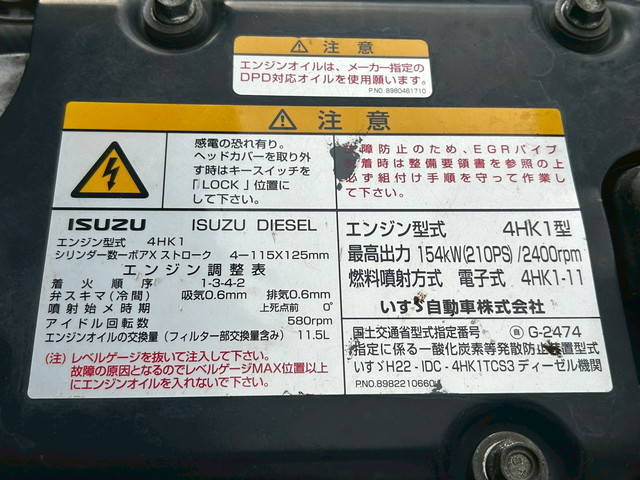 注意
エンジンオイルは、メーカー指定の
DPD対応オイルを使用願います。
P.NO. 8980461710
注意
感電の恐れ有り。
ヘッドカバーを取り外
す時はキースイッチを
「LOCK」位置に
して下さい。
障防止のため、EGRパイプ
着時は整備要領書を参照の上
必ず組付け手順を守って作業し
て下さい。
ISUZU ISUZU DIESEL
エンジン型式 4HK1
シリンダー数ーボアX ストローク 4ー115X125mm
エンジン調整表
着火順序 1-3-4-2
弁スキマ(冷間) 吸気0.6mm 排気0.6mm
噴射始メ時期 上死点前 0°
アイドル回転数 580rpm
エンジンオイルの交換量(フィルター部交換量含み) 11.5L
(注)レベルゲージを抜いて注入して下さい。
故障の原因となるのでレベルゲージMAX位置以上
にエンジンオイルを入れないで下さい。
エンジン型式 4HK1型
最高出力 154kW(210PS)/2400rpm
燃料噴射方式 電子式 4HK1-11
いすゞ自動車株式会社
国土交通省型式指定番号 G-2474
指定に係る一酸化炭素等発散防止装置型式
いすゞH22-IDC-4HK1TCS3 ディーゼル機関
P.NO.898221066